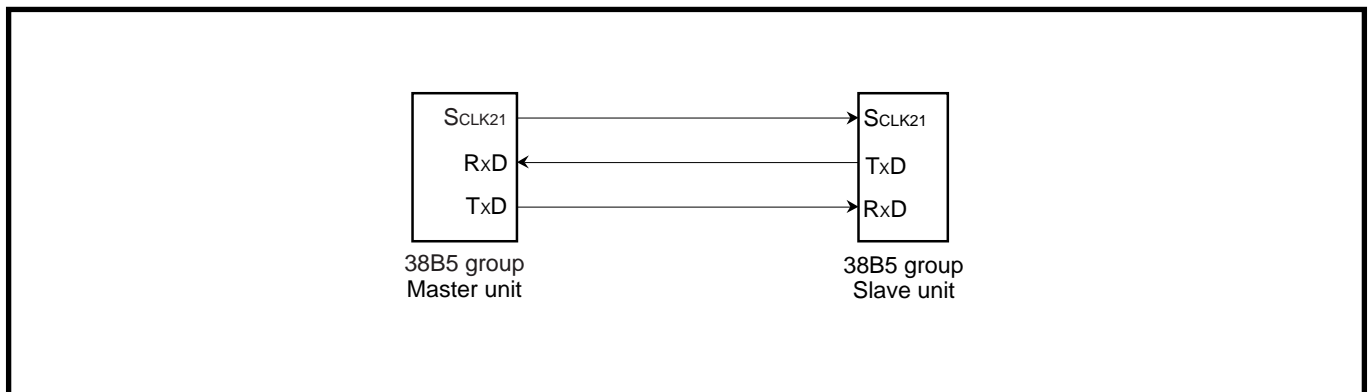 SCLK21
RxD
TxD
38B5 group
Master unit
SCLK21
TxD
RxD
38B5 group
Slave unit